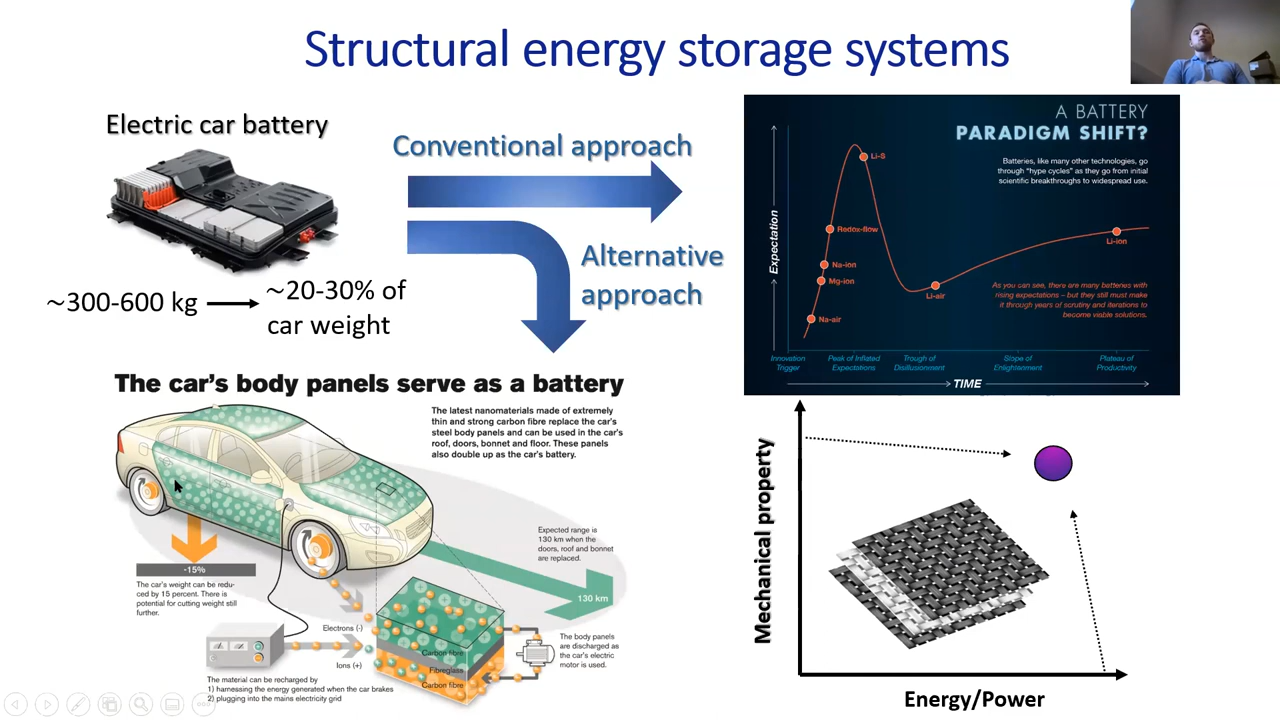 Structural energy storage systems
Electric car battery
~300-600 kg
~20-30% of
car weight
Conventional approach
Alternative
approach
A BATTERY
PARADIGM SHIFT?
Batteries, like many other technologies, go
through "hype cycles" as they go from initial
scientific breakthroughs to widespread use.
Expectation
Li-S
Redox-flow
Na-ion
Mg-ion
Na-air
Li-air
Li-ion
As you can see, there are many batteries with
rising expectations – but they still must make
it through years of scrutiny and iterations to
become viable solutions.
Innovation
Trigger
Peak of Inflated
Expectations
Trough of
Disillusionment
Slope of
Enlightenment
Plateau of
Productivity
TIME
The car's body panels serve as a battery
The latest nanomaterials made of extremely
thin and strong carbon fibre replace the car's
steel body panels and can be used in the car's
roof, doors, bonnet and floor. These panels
also double up as the car's battery.
Expected range is
130 km when the
doors, roof and bonnet
are replaced.
130 km
-15%
The car's weight can be redu-
ced by 15 percent. There is
potential for cutting weight still
further.
Electrons (-)
Ions (+)
Carbon fibre
Fibreglass
Carbon fibre
The body panels
are discharged as
the car's electric
motor is used.
The material can be recharged by
1) harnessing the energy generated when the car brakes
2) plugging into the mains electricity grid
Mechanical property
Energy/Power